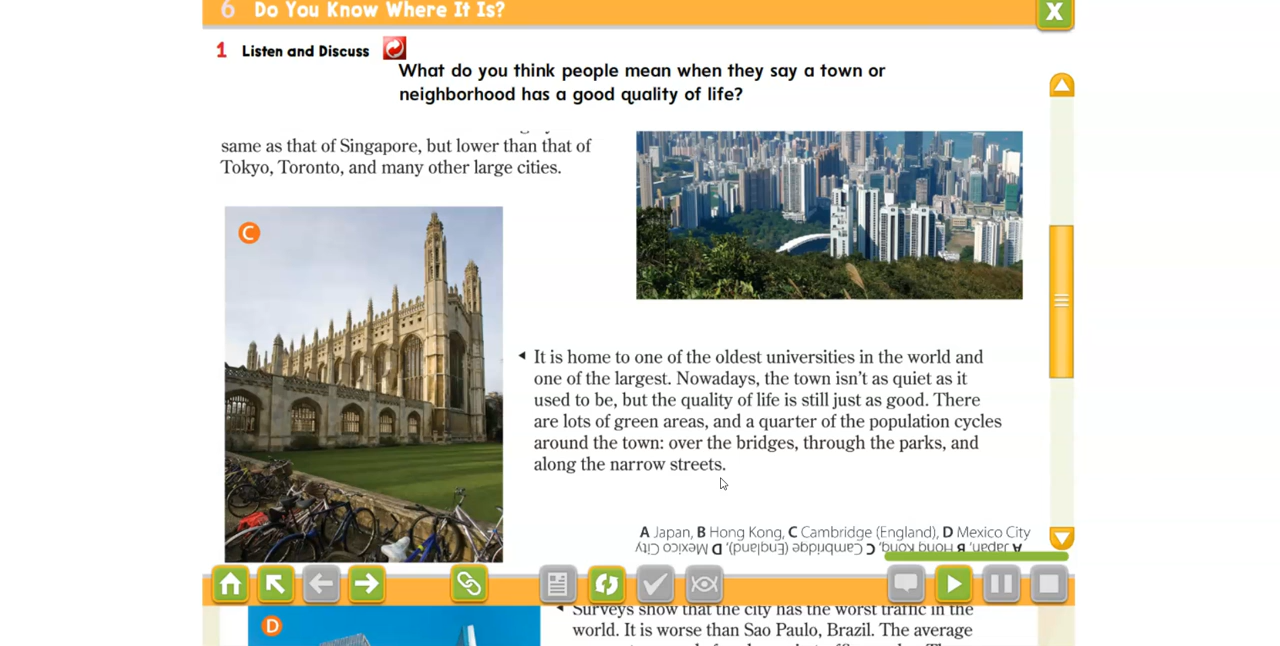 6 Do You Know Where It Is?
X
1 Listen and Discuss
What do you think people mean when they say a town or
neighborhood has a good quality of life?
same as that of Singapore, but lower than that of
Tokyo, Toronto, and many other large cities.
C
It is home to one of the oldest universities in the world and
one of the largest. Nowadays, the town isn't as quiet as it
used to be, but the quality of life is still just as good. There
are lots of green areas, and a quarter of the population cycles
around the town: over the bridges, through the parks, and
along the narrow streets.
A Japan, B Hong Kong, C Cambridge (England), D Mexico City
A Japan, B Hong Kong, C Cambridge (England), D Mexico City
D
Surveys show that the city has the worst traffic in the
world. It is worse than Sao Paulo, Brazil. The average